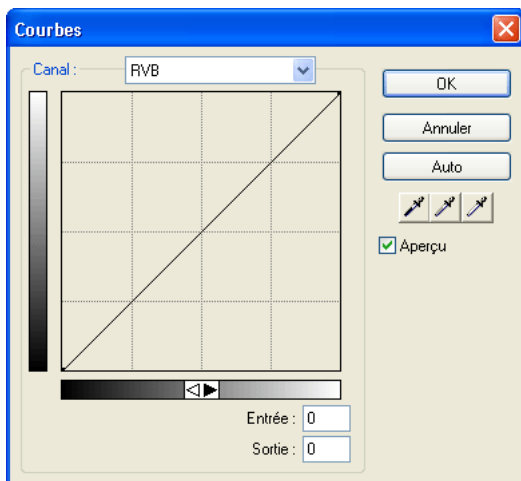 Courbes
Canal :
RVB
OK
Annuler
Auto
Aperçu
Entrée : 0
Sortie : 0